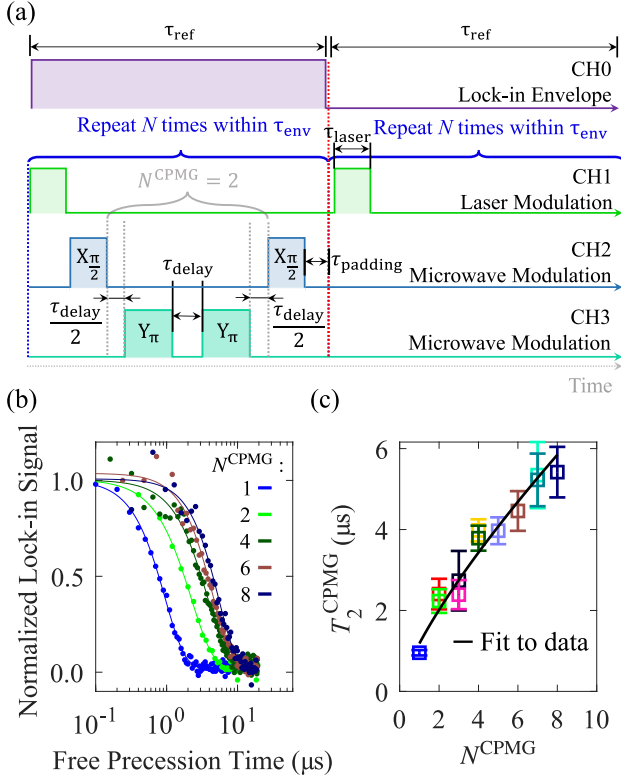 (a)
τref
τref
CH0
Lock-in Envelope
Repeat N times within τenv
τlaser
Repeat N times within τenv
N^CPMG = 2
CH1
Laser Modulation
Xπ/2
τdelay
Xπ/2
τpadding
CH2
Microwave Modulation
τdelay/2
Yπ
Yπ
τdelay/2
CH3
Microwave Modulation
Time
(b)
Normalized Lock-in Signal
1.0
0.5
0.0
N^CPMG :
1
2
4
6
8
10^-1
10^0
10^1
Free Precession Time (μs)
(c)
T2^CPMG (μs)
6
4
2
0
Fit to data
0 2 4 6 8 10
N^CPMG